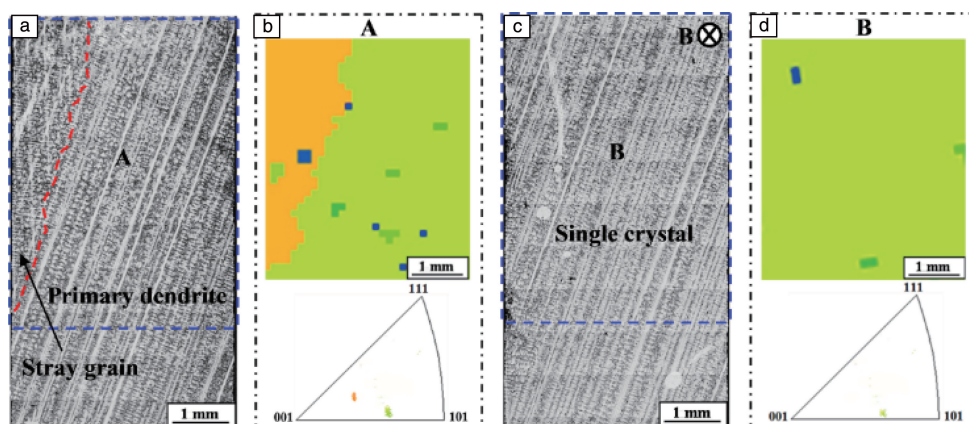 a
A
Primary dendrite
Stray grain
1 mm
b
A
1 mm
111
001
101
c
B
B
Single crystal
1 mm
d
B
1 mm
111
001
101